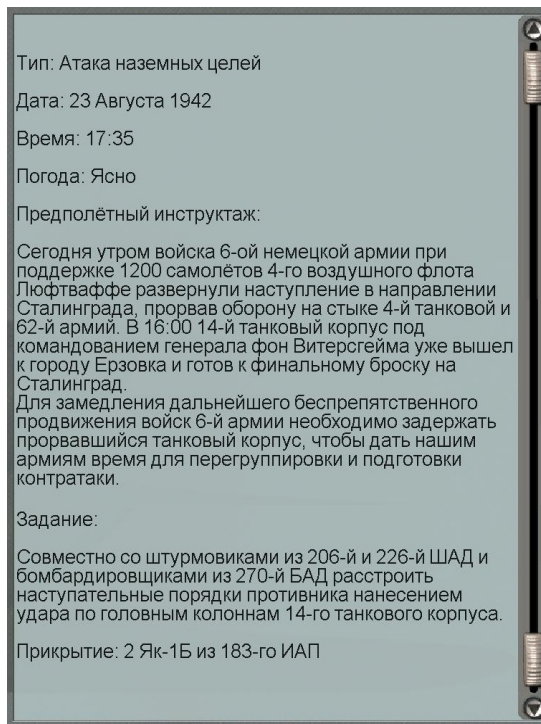 Тип: Атака наземных целей
Дата: 23 Августа 1942
Время: 17:35
Погода: Ясно
Предполётный инструктаж:
Сегодня утром войска 6-ой немецкой армии при
поддержке 1200 самолётов 4-го воздушного флота
Люфтваффе развернули наступление в направлении
Сталинграда, прорвав оборону на стыке 4-й танковой и
62-й армий. В 16:00 14-й танковый корпус под
командованием генерала фон Витерсгейма уже вышел
к городу Ерзовка и готов к финальному броску на
Сталинград.
Для замедления дальнейшего беспрепятственного
продвижения войск 6-й армии необходимо задержать
прорвавшийся танковый корпус, чтобы дать нашим
армиям время для перегруппировки и подготовки
контратаки.
Задание:
Совместно со штурмовиками из 206-й и 226-й ШАД и
бомбардировщиками из 270-й БАД расстроить
наступательные порядки противника нанесением
удара по головным колоннам 14-го танкового корпуса.
Прикрытие: 2 Як-1Б из 183-го ИАП